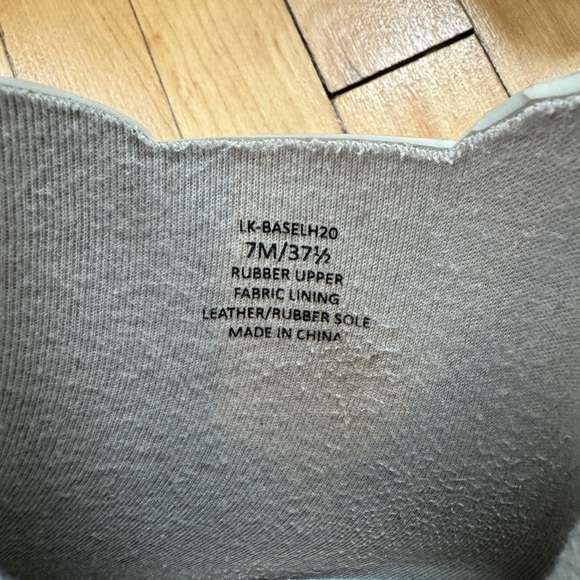 LK-BASELH20
7M/37½
RUBBER UPPER
FABRIC LINING
LEATHER/RUBBER SOLE
MADE IN CHINA